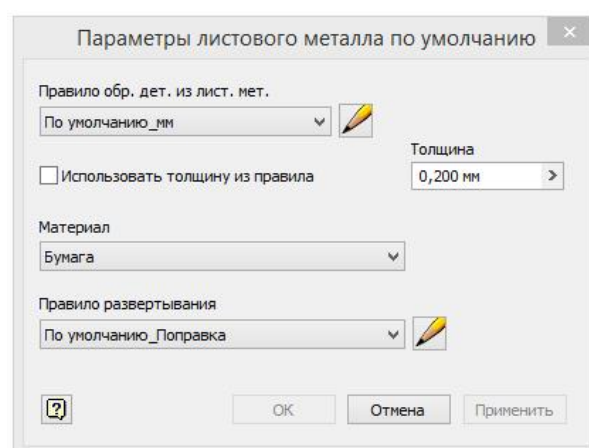 Параметры листового металла по умолчанию
Правило обр. дет. из лист. мет.
По умолчанию_мм
Толщина
Использовать толщину из правила
0,200 мм
Материал
Бумага
Правило развертывания
По умолчанию_Поправка
ОК
Отмена
Применить